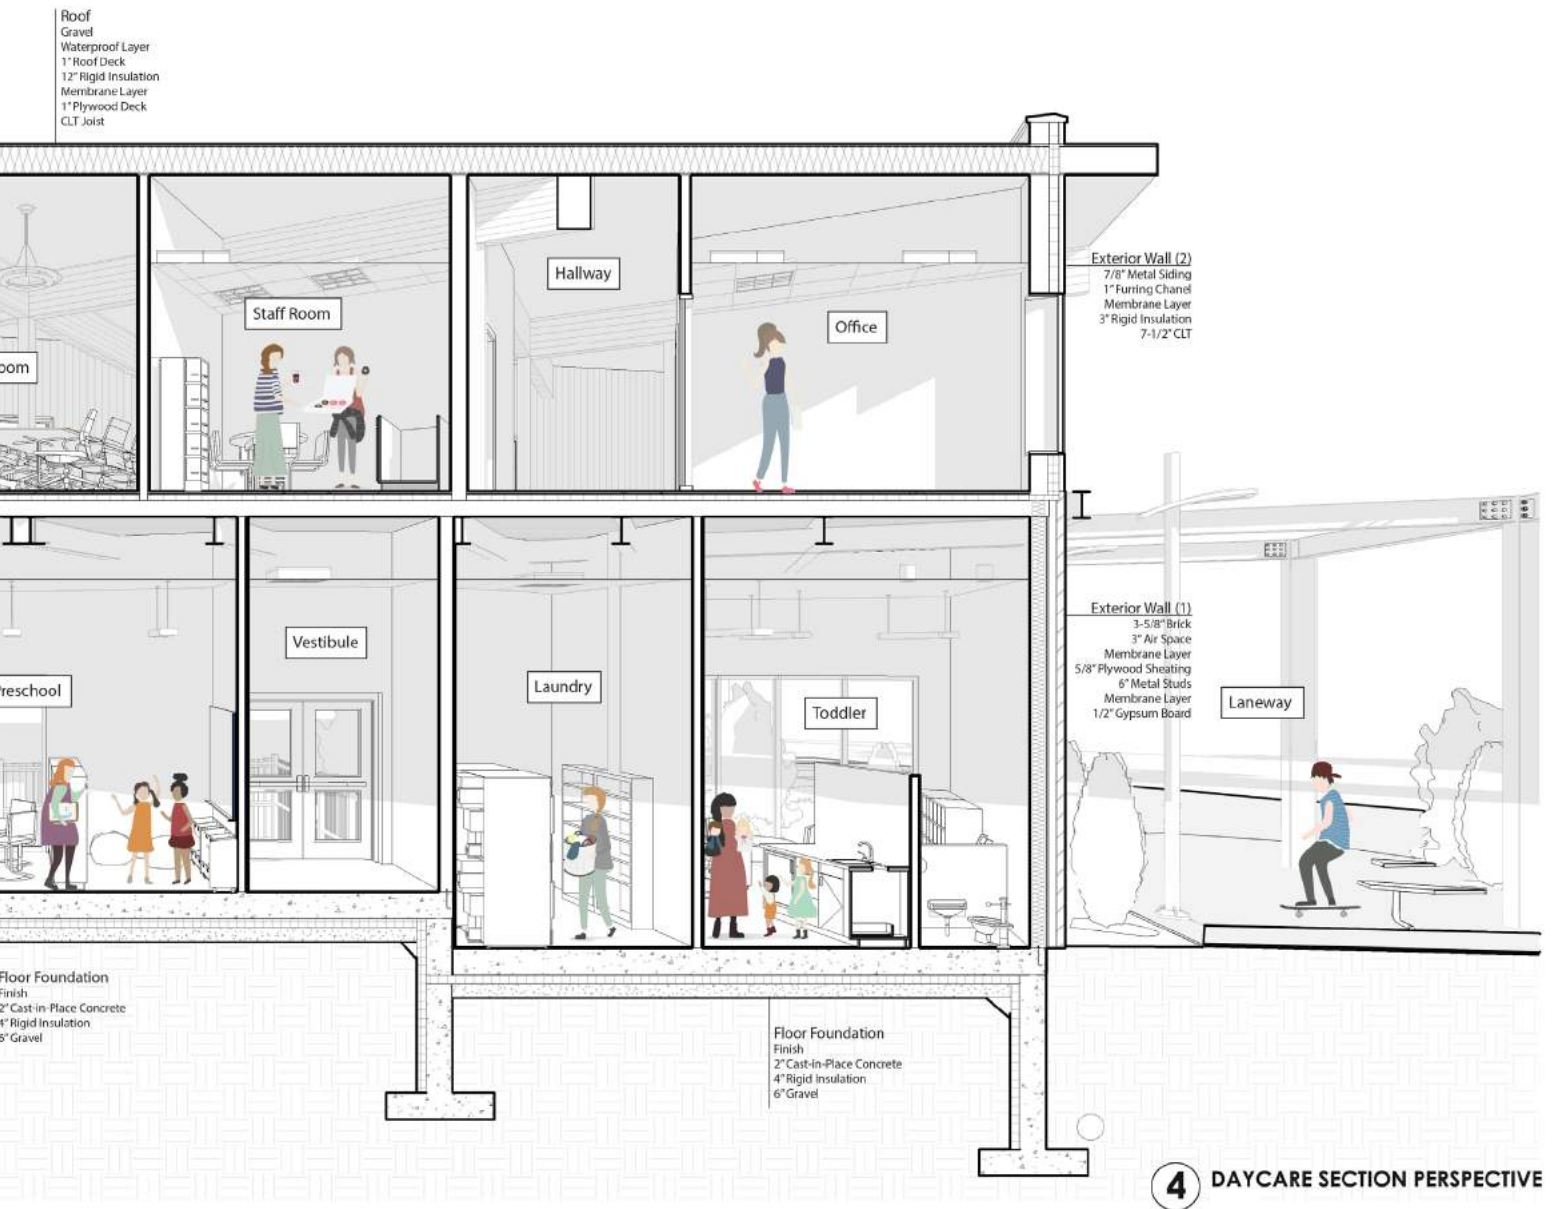 Roof
Gravel
Waterproof Layer
1" Roof Deck
12" Rigid Insulation
Membrane Layer
1" Plywood Deck
CLT Joist
Exterior Wall (2)
7/8" Metal Siding
1" Furring Chanel
Membrane Layer
3" Rigid Insulation
7-1/2" CLT
Hallway
Staff Room
Office
oom
Exterior Wall (1)
3-5/8" Brick
3" Air Space
Membrane Layer
5/8" Plywood Sheating
6" Metal Studs
Membrane Layer
1/2" Gypsum Board
Vestibule
Laundry
reschool
Toddler
Laneway
Floor Foundation
Finish
2" Cast-in-Place Concrete
4" Rigid Insulation
6" Gravel
Floor Foundation
Finish
2" Cast-in-Place Concrete
4" Rigid Insulation
6" Gravel
4 DAYCARE SECTION PERSPECTIVE